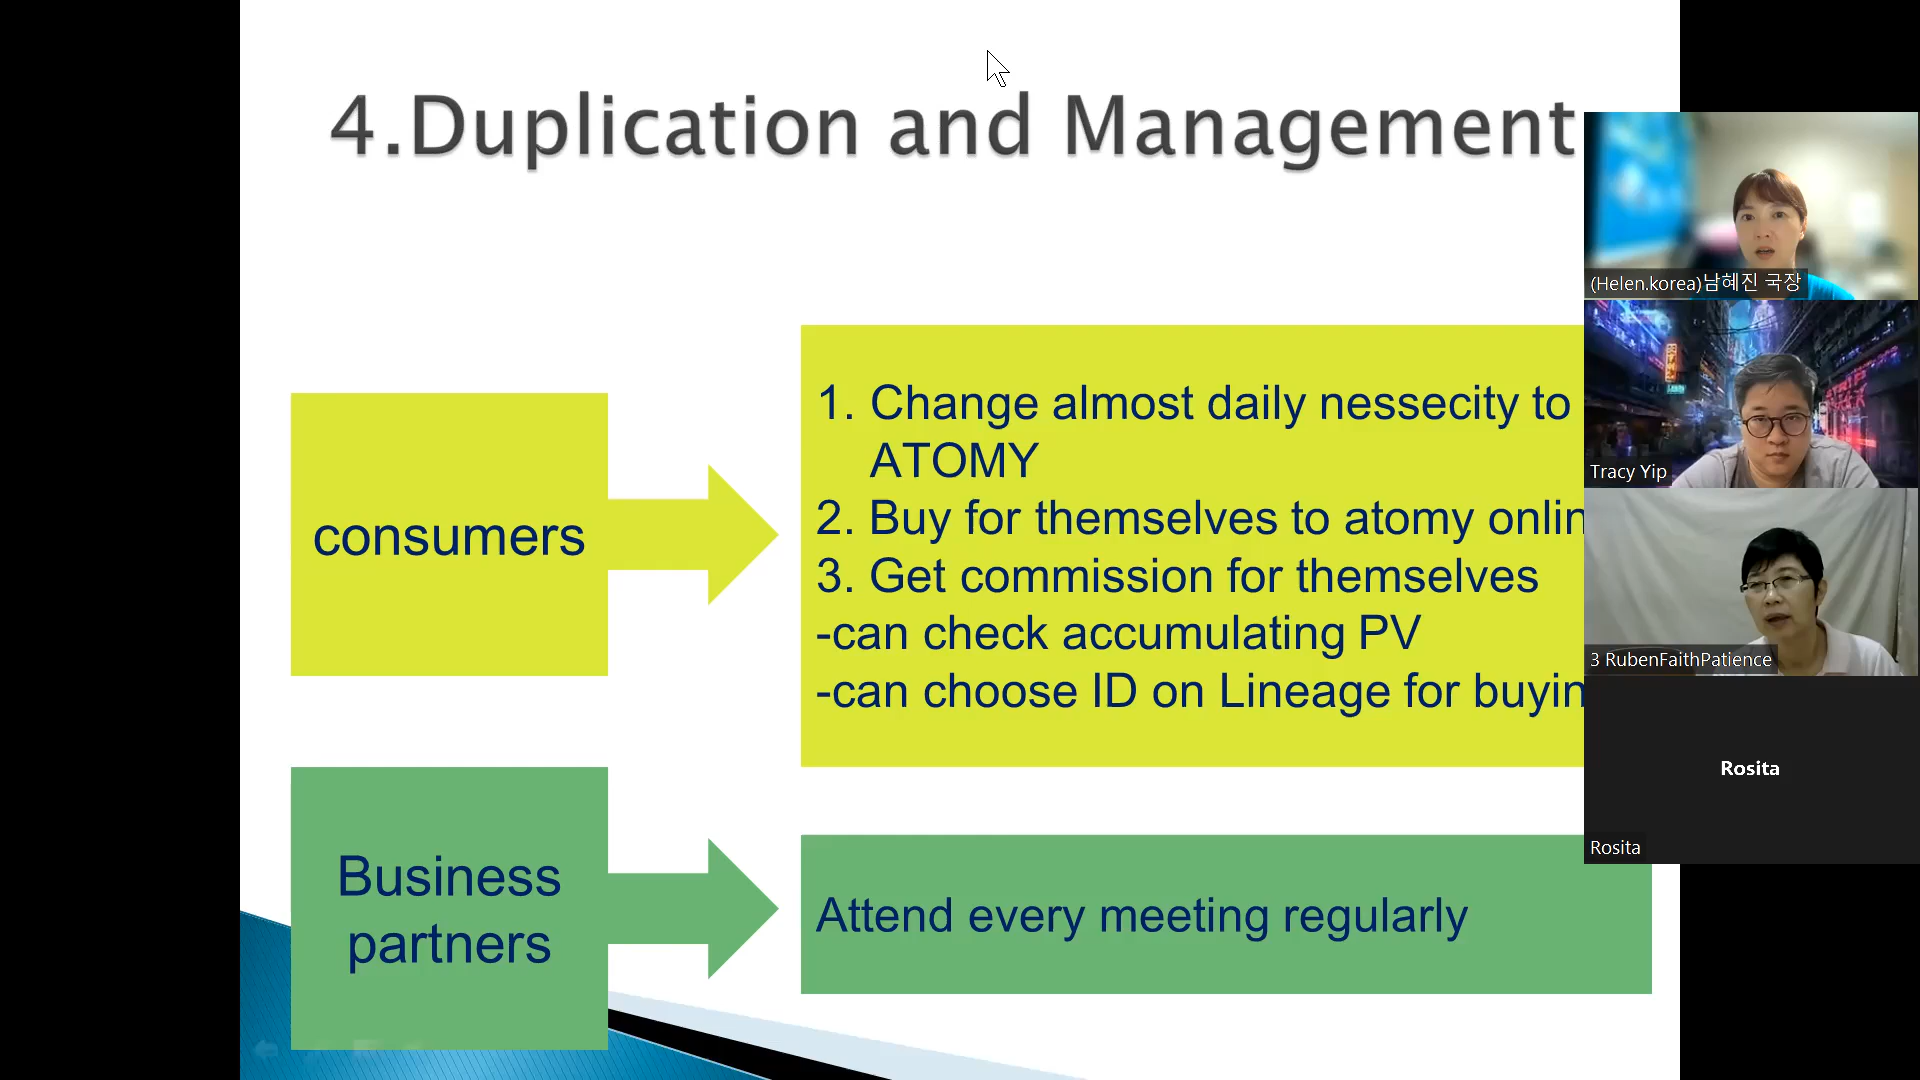 4.Duplication and Management
consumers
1. Change almost daily nessecity to
ATOMY
2. Buy for themselves to atomy onlin
3. Get commission for themselves
-can check accumulating PV
-can choose ID on Lineage for buyin
Business
partners
Attend every meeting regularly
(Helen.korea)남혜진 국장
Tracy Yip
3 RubenFaithPatience
Rosita
Rosita